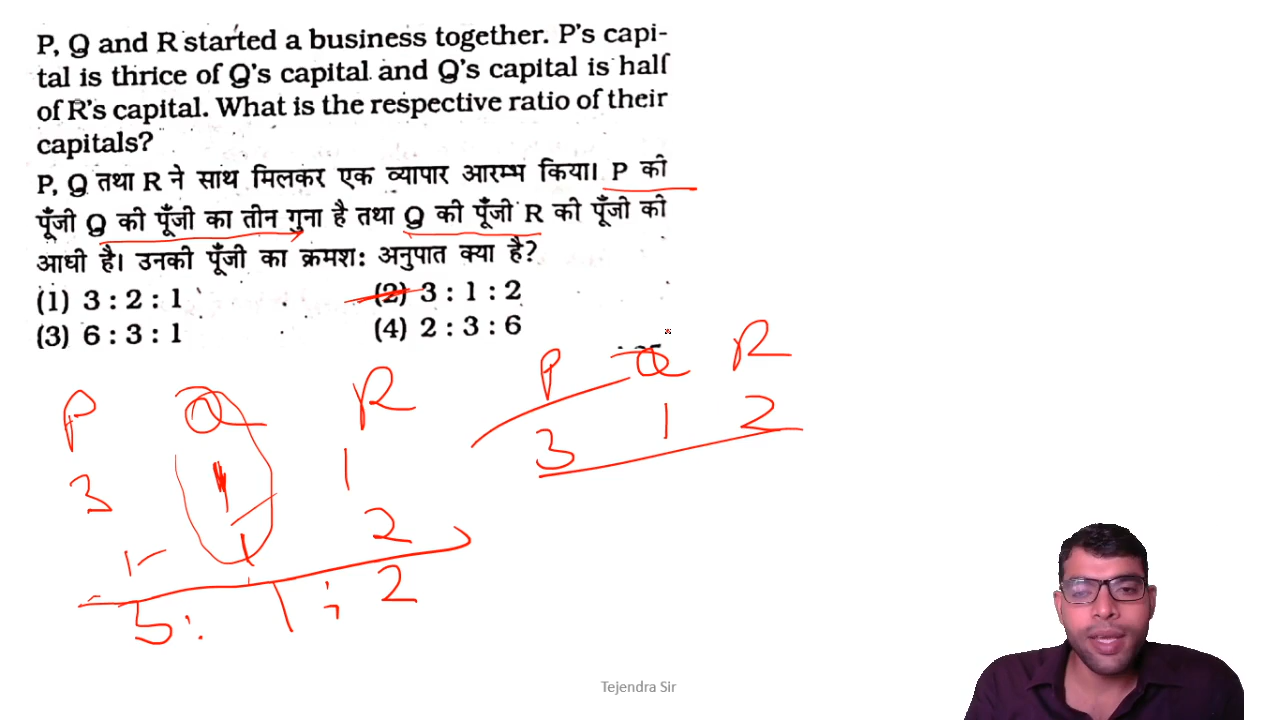 P, Q and R started a business together. P's capi-
tal is thrice of Q's capital and Q's capital is half
of R's capital. What is the respective ratio of their
capitals?
P, Q तथा R ने साथ मिलकर एक व्यापार आरम्भ किया। P की
पूँजी Q की पूँजी का तीन गुना है तथा Q की पूँजी R की पूँजी की
आधी है। उनकी पूँजी का क्रमश: अनुपात क्या है?
(1) 3 : 2 : 1 (2) 3 : 1 : 2
(3) 6 : 3 : 1 (4) 2 : 3 : 6
P Q R
3 1 2
P Q R
3 1 1
1 1 2
5 : 1 : 2
Tejendra Sir